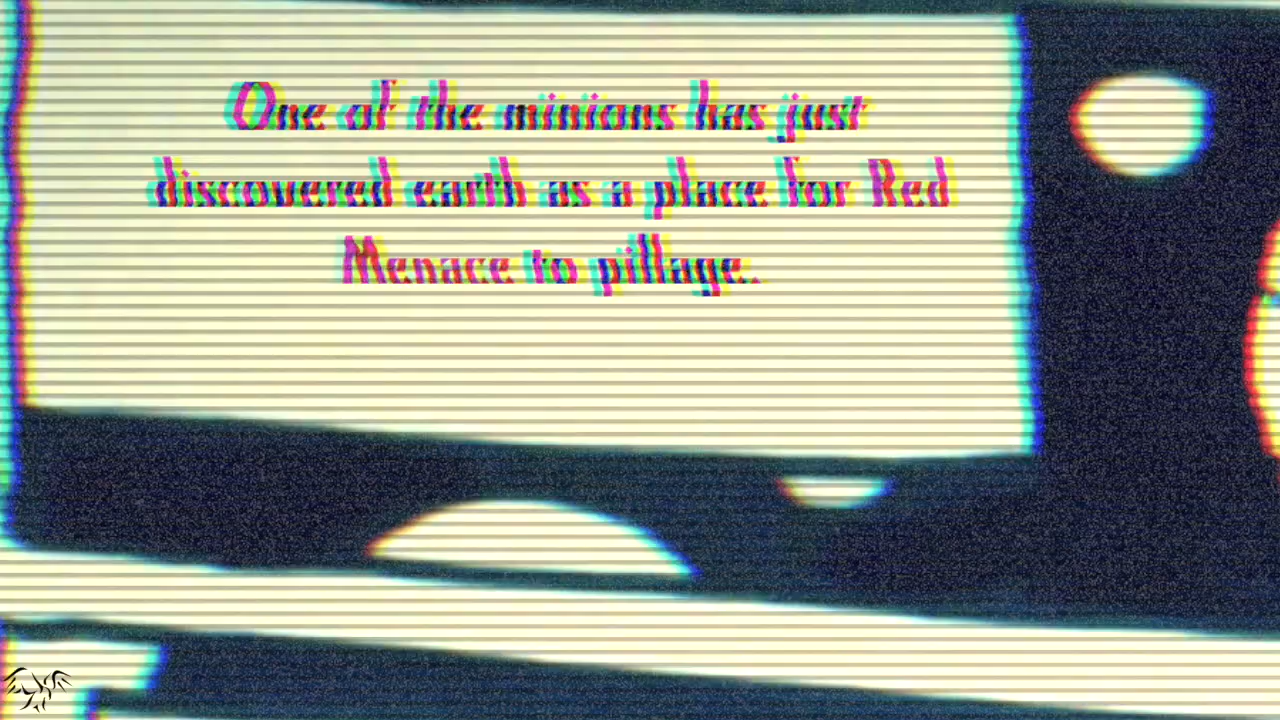 One of the minions has just
discovered earth as a place for Red
Menace to pillage.